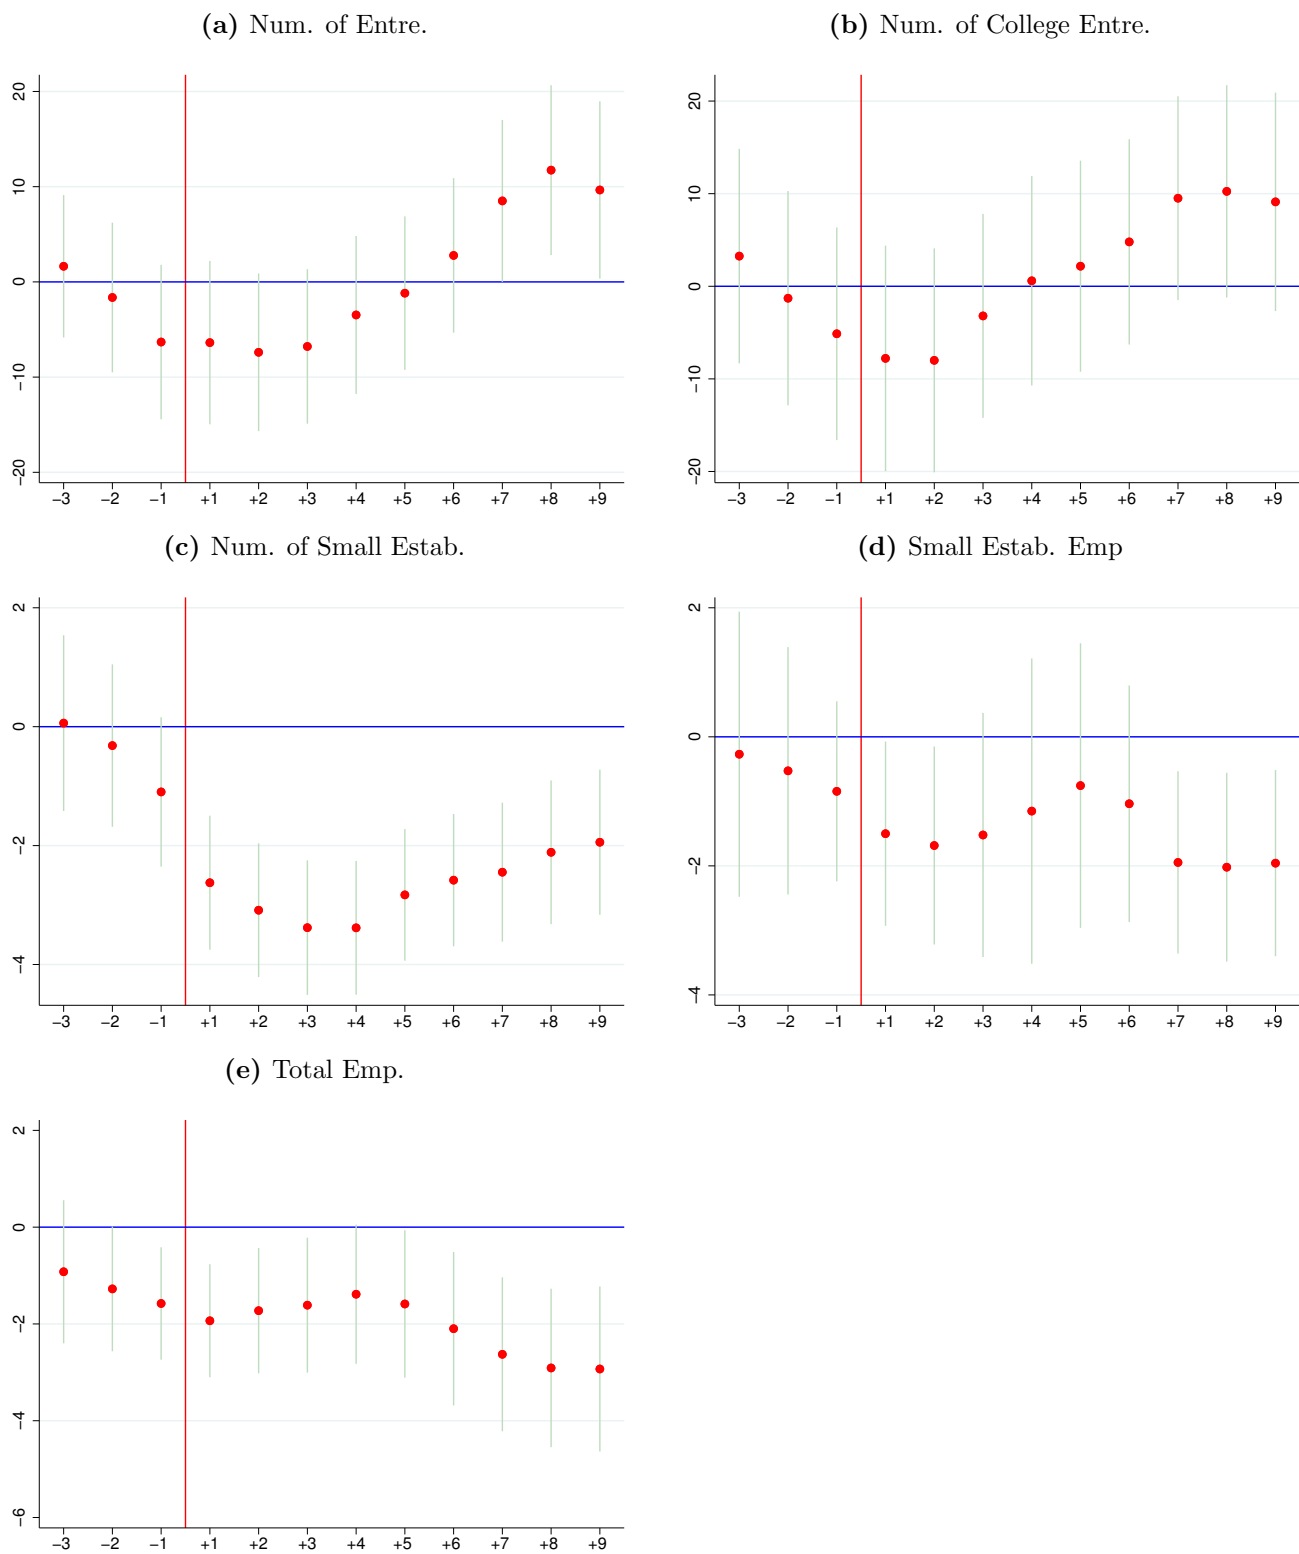 (a) Num. of Entre.
20
10
0
−10
−20
−3 −2 −1 +1 +2 +3 +4 +5 +6 +7 +8 +9
(b) Num. of College Entre.
20
10
0
−10
−20
−3 −2 −1 +1 +2 +3 +4 +5 +6 +7 +8 +9
(c) Num. of Small Estab.
2
0
−2
−4
−3 −2 −1 +1 +2 +3 +4 +5 +6 +7 +8 +9
(d) Small Estab. Emp
2
0
−2
−4
−3 −2 −1 +1 +2 +3 +4 +5 +6 +7 +8 +9
(e) Total Emp.
2
0
−2
−4
−6
−3 −2 −1 +1 +2 +3 +4 +5 +6 +7 +8 +9